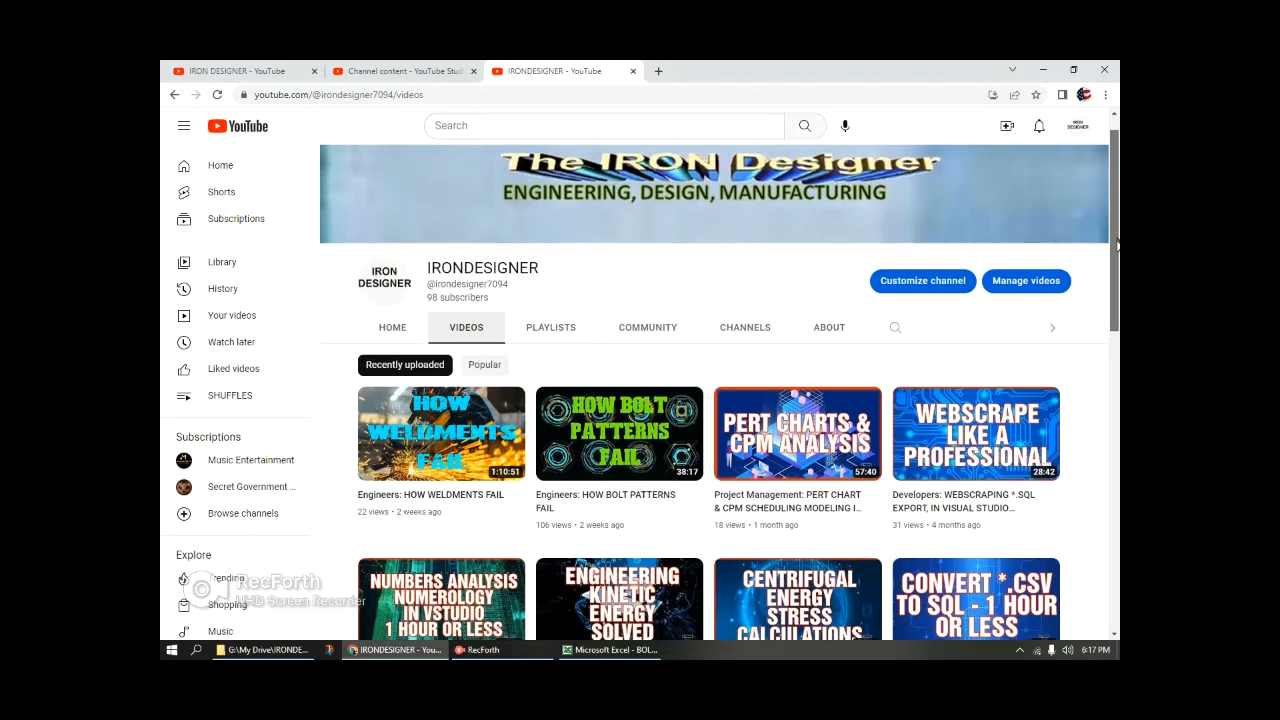 IRON DESIGNER - YouTube
Channel content - YouTube Stud
IRONDESIGNER - YouTube
youtube.com/@irondesigner7094/videos
YouTube
Search
IRON
DESIGNER
Home
Shorts
Subscriptions
Library
History
Your videos
Watch later
Liked videos
SHUFFLES
Subscriptions
Music Entertainment
Secret Government ...
Browse channels
Explore
Trending
Shopping
Music
The IRON Designer
ENGINEERING, DESIGN, MANUFACTURING
IRON
DESIGNER
IRONDESIGNER
@irondesigner7094
98 subscribers
Customize channel
Manage videos
HOME
VIDEOS
PLAYLISTS
COMMUNITY
CHANNELS
ABOUT
Recently uploaded
Popular
HOW
WELDMENTS
FAIL
1:10:51
Engineers: HOW WELDMENTS FAIL
22 views • 2 weeks ago
HOW BOLT
PATTERNS
FAIL
38:17
Engineers: HOW BOLT PATTERNS
FAIL
106 views • 2 weeks ago
PERT CHARTS &
CPM ANALYSIS
57:40
Project Management: PERT CHART
& CPM SCHEDULING MODELING I...
18 views • 1 month ago
WEBSCRAPE
LIKE A
PROFESSIONAL
28:42
Developers: WEBSCRAPING *.SQL
EXPORT, IN VISUAL STUDIO...
31 views • 4 months ago
NUMBERS ANALYSIS
NUMEROLOGY
IN VSTUDIO
1 HOUR OR LESS
ENGINEERING
KINETIC
ENERGY
SOLVED
CENTRIFUGAL
ENERGY
STRESS
CALCULATIONS
CONVERT *.CSV
TO SQL - 1 HOUR
OR LESS
RecForth
UHD Screen Recorder
G:\My Drive\IRONDE...
IRONDESIGNER - You...
RecForth
Microsoft Excel - BOL...
6:17 PM